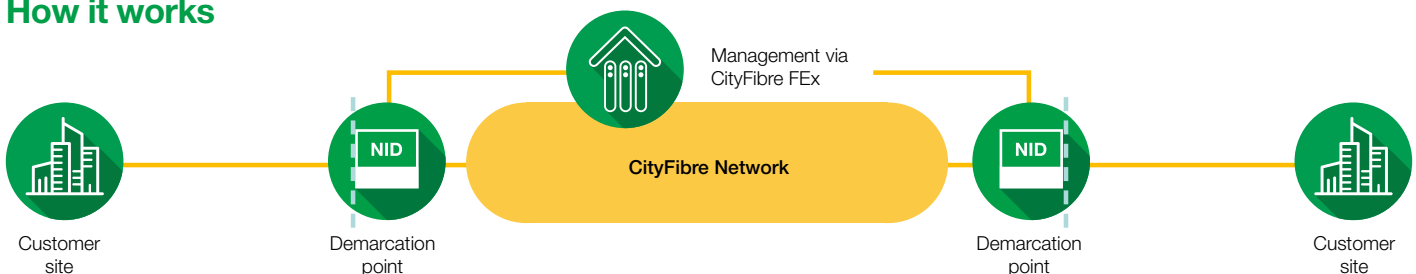 How it works
Management via
CityFibre FEx
NID
CityFibre Network
NID
Customer
site
Demarcation
point
Demarcation
point
Customer
site